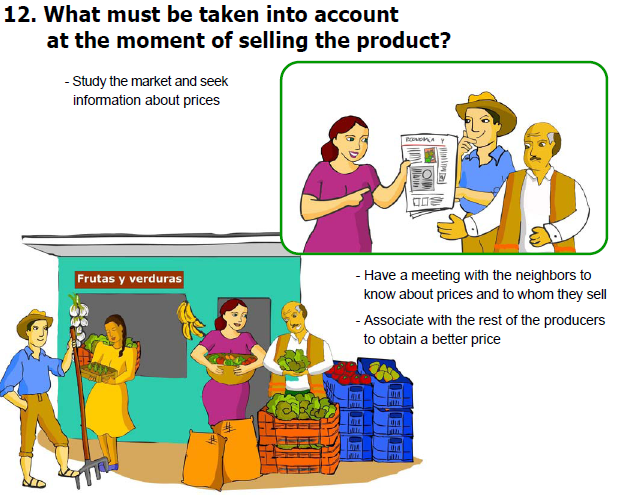 12. What must be taken into account
at the moment of selling the product?
- Study the market and seek
information about prices
ECONOMÍA Y
- Have a meeting with the neighbors to
know about prices and to whom they sell
- Associate with the rest of the producers
to obtain a better price
Frutas y verduras